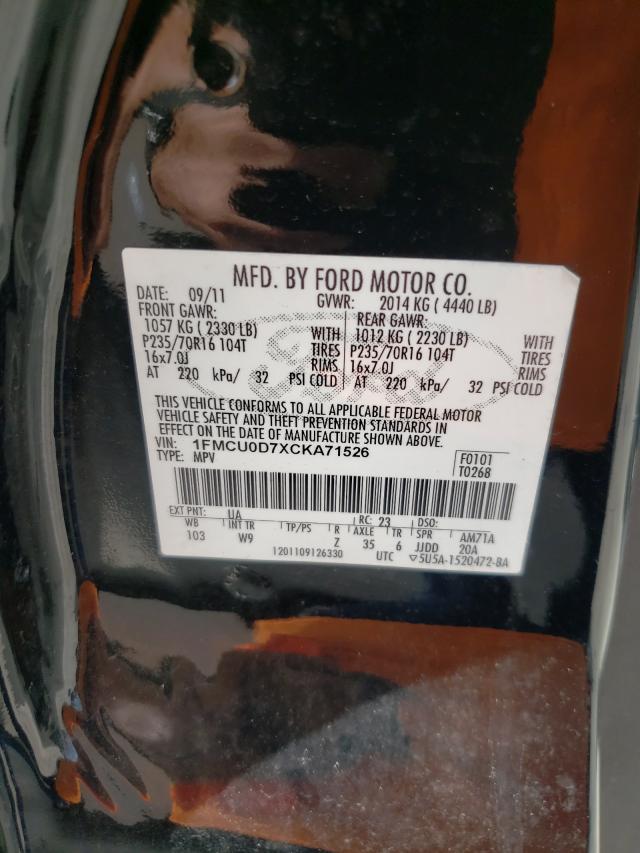 MFD. BY FORD MOTOR CO.
DATE: 09/11 GVWR: 2014 KG ( 4440 LB)
FRONT GAWR: REAR GAWR:
1057 KG ( 2330 LB) WITH 1012 KG ( 2230 LB) WITH
P235/70R16 104T TIRES P235/70R16 104T TIRES
16x7.0J RIMS 16x7.0J RIMS
AT 220 kPa/ 32 PSI COLD AT 220 kPa/ 32 PSI COLD
Ford
THIS VEHICLE CONFORMS TO ALL APPLICABLE FEDERAL MOTOR
VEHICLE SAFETY AND THEFT PREVENTION STANDARDS IN
EFFECT ON THE DATE OF MANUFACTURE SHOWN ABOVE.
VIN: 1FMCU0D7XCKA71526 F0101
TYPE: MPV T0268
EXT PNT: UA RC: 23 DSO:
WB INT TR TP/PS R AXLE TR SPR AM71A
103 W9 Z 35 6 JJDD 20A
1201109126330 UTC ▽5U5A-1520472-BA